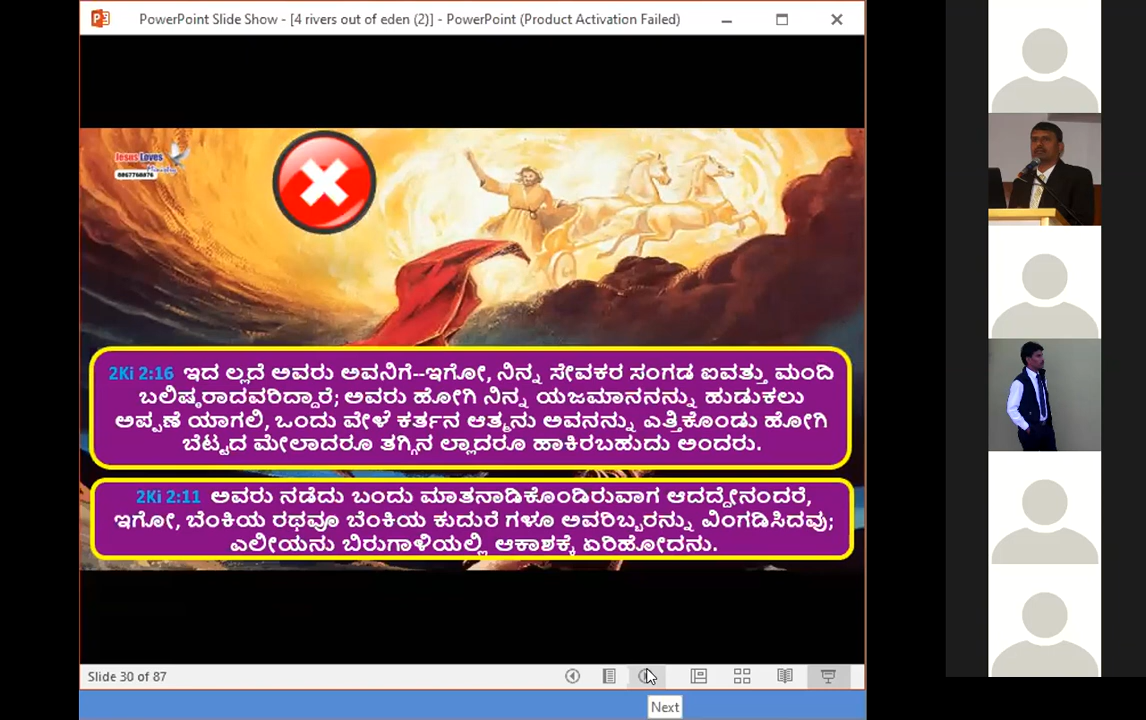 PowerPoint Slide Show - [4 rivers out of eden (2)] - PowerPoint (Product Activation Failed)
Jesus Loves
2Ki 2:16 ಇದ ಲ್ಲದೆ ಅವರು ಅವನಿಗೆ--ಇಗೋ, ನಿನ್ನ ಸೇವಕರ ಸಂಗಡ ಐವತ್ತು ಮಂದಿ
ಬಲಿಷ್ಠರಾದವರಿದ್ದಾರೆ; ಅವರು ಹೋಗಿ ನಿನ್ನ ಯಜಮಾನನನ್ನು ಹುಡುಕಲು
ಅಪ್ಪಣೆ ಯಾಗಲಿ, ಒಂದು ವೇಳೆ ಕರ್ತನ ಆತ್ಮನು ಅವನನ್ನು ಎತ್ತಿಕೊಂಡು ಹೋಗಿ
ಬೆಟ್ಟದ ಮೇಲಾದರೂ ತಗ್ಗಿನ ಲ್ಲಾದರೂ ಹಾಕಿರಬಹುದು ಅಂದರು.
2Ki 2:11 ಅವರು ನಡೆದು ಬಂದು ಮಾತನಾಡಿಕೊಂಡಿರುವಾಗ ಆದದ್ದೇನಂದರೆ,
ಇಗೋ, ಬೆಂಕಿಯ ರಥವೂ ಬೆಂಕಿಯ ಕುದುರೆ ಗಳೂ ಅವರಿಬ್ಬರನ್ನು ವಿಂಗಡಿಸಿದವು;
ಎಲೀಯನು ಬಿರುಗಾಳಿಯಲ್ಲಿ ಆಕಾಶಕ್ಕೆ ಏರಿಹೋದನು.
Slide 30 of 87
Next